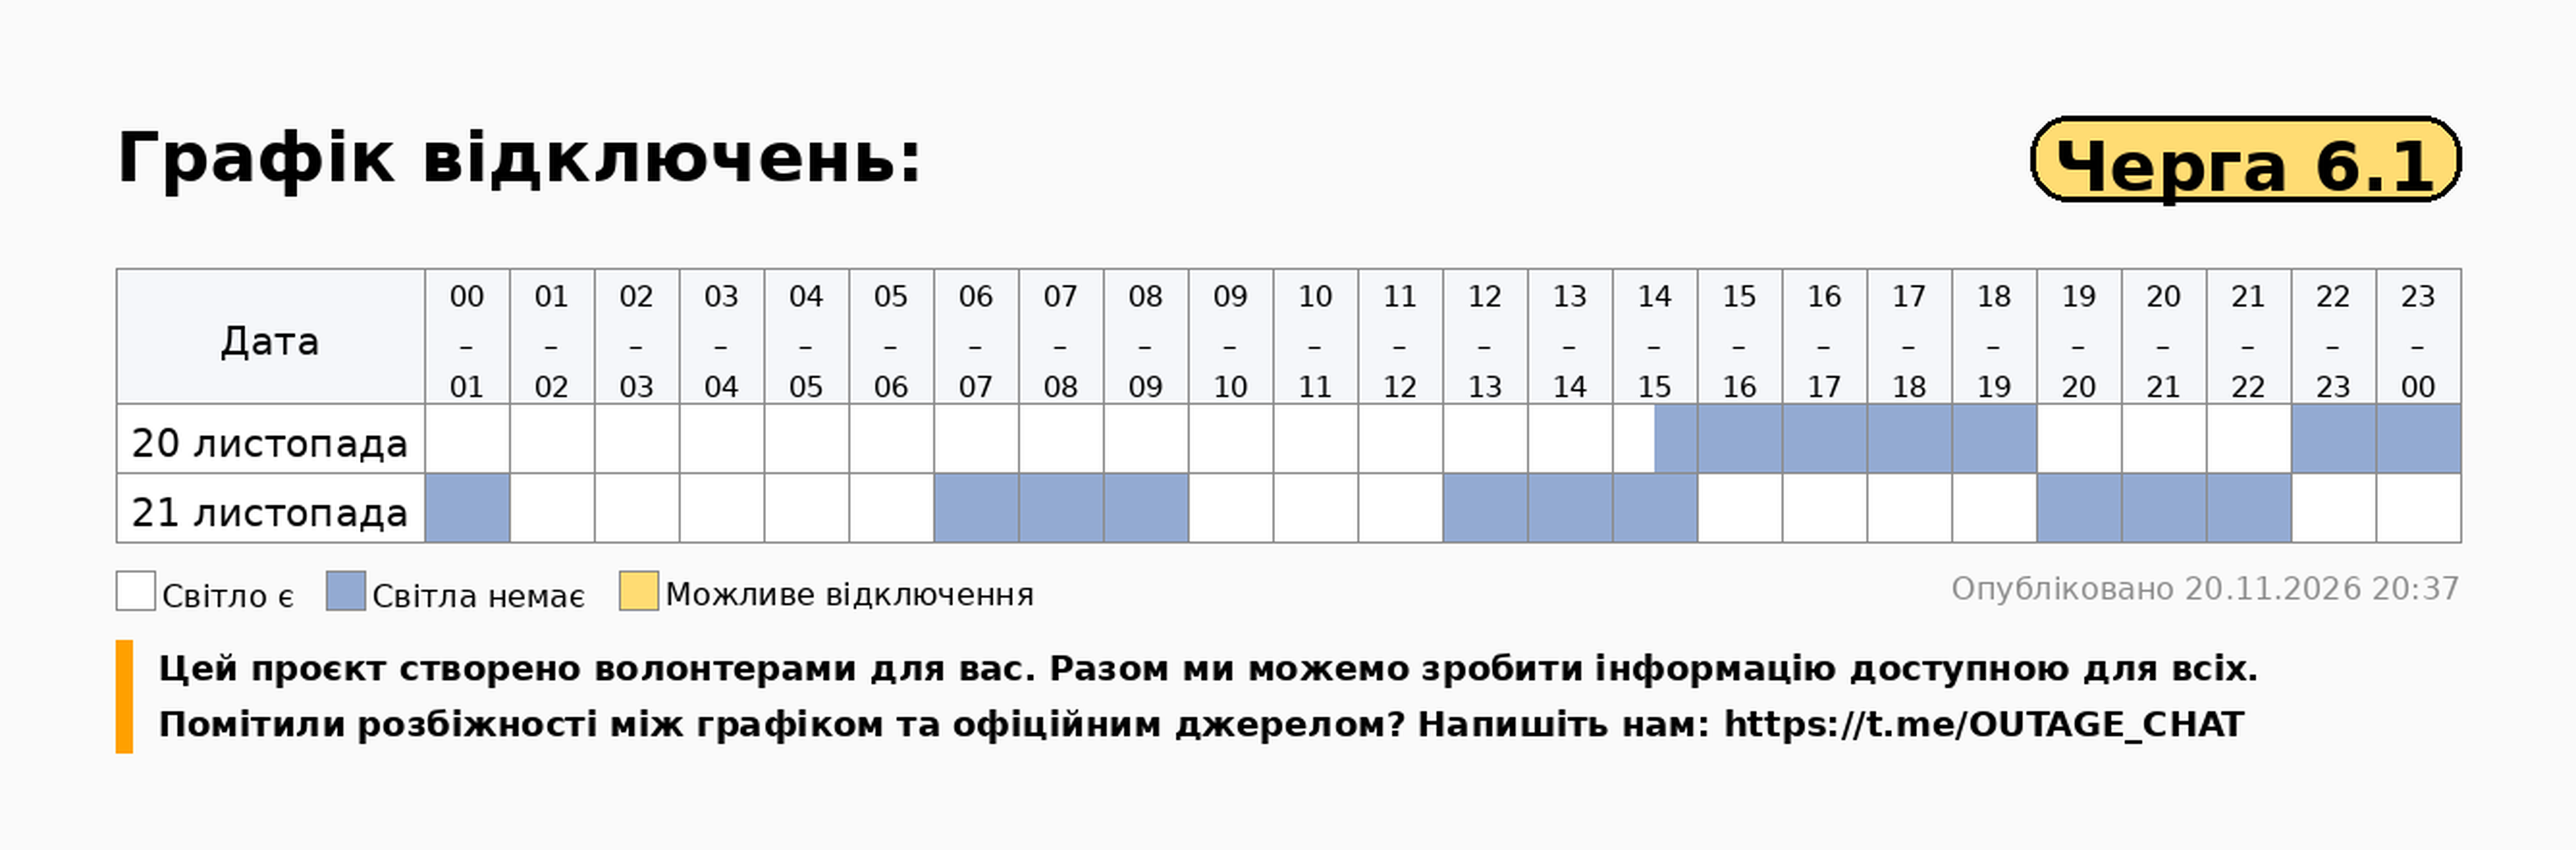 Графік відключень:
Черга 6.1
Дата 00–01 01–02 02–03 03–04 04–05 05–06 06–07 07–08 08–09 09–10 10–11 11–12 12–13 13–14 14–15 15–16 16–17 17–18 18–19 19–20 20–21 21–22 22–23 23–00
20 листопада
21 листопада
Світло є Світла немає Можливе відключення
Опубліковано 20.11.2026 20:37
Цей проєкт створено волонтерами для вас. Разом ми можемо зробити інформацію доступною для всіх.
Помітили розбіжності між графіком та офіційним джерелом? Напишіть нам: https://t.me/OUTAGE_CHAT